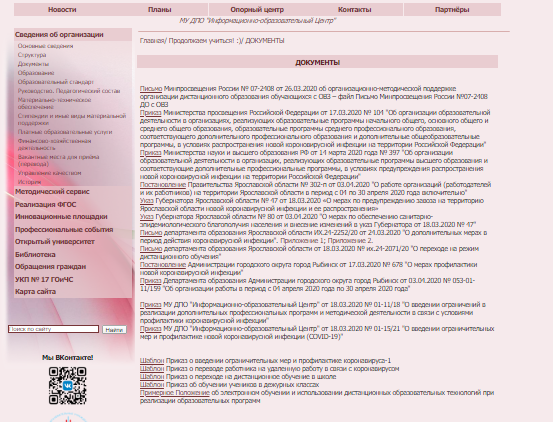 Новости Планы Опорный центр Контакты Партнёры
МУ ДПО "Информационно-образовательный Центр"
Сведения об организации
Основные сведения
Структура
Документы
Образование
Образовательный стандарт
Руководство. Педагогический состав
Материально-техническое
обеспечение
Стипендии и иные виды материальной
поддержки
Платные образовательные услуги
Финансово-хозяйственная
деятельность
Вакантные места для приёма
(перевода)
Управление качеством
История
Методический сервис
Реализация ФГОС
Инновационные площадки
Профессиональные события
Открытый университет
Библиотека
Обращения граждан
УКП № 17 ГОиЧС
Карта сайта
Поиск по сайту Найти
Мы ВКонтакте!
Главная/ Продолжаем учиться! :)/ ДОКУМЕНТЫ
ДОКУМЕНТЫ
Письмо Минпросвещения России № 07-2408 от 26.03.2020 об организационно-методической поддержке
организации дистанционного образования обучающихся с ОВЗ – файл Письмо Минпросвещения России №07-2408
ДО с ОВЗ
Приказ Министерства просвещения Российской Федерации от 17.03.2020 № 104 "Об организации образовательной
деятельности в организациях, реализующих образовательные программы начального общего, основного общего и
среднего общего образования, образовательные программы среднего профессионального образования,
соответствующего дополнительного профессионального образования и дополнительные общеобразовательные
программы, в условиях распространения новой коронавирусной инфекции на территории Российской Федерации"
Приказ Министерства науки и высшего образования РФ от 14 марта 2020 года № 397 "Об организации
образовательной деятельности в организациях, реализующих образовательные программы высшего образования и
соответствующие дополнительные профессиональные программы, в условиях предупреждения распространения
новой коронавирусной инфекции на территории Российской Федерации"
Постановление Правительства Ярославской области № 302-п от 03.04.2020 "О работе организаций (работодателей
и их работников) на территории Ярославской области в период с 04 по 30 апреля 2020 года включительно"
Указ Губернатора Ярославской области № 47 от 18.03.2020 «О мерах по предупреждению завоза на территорию
Ярославской области новой коронавирусной инфекции и ее распространения»
Указ Губернатора Ярославской области № 80 от 03.04.2020 "О мерах по обеспечению санитарно-
эпидемиологического благополучия населения и внесение изменений в указ Губернатора от 18.03.2020 № 47"
Письмо департамента образования Ярославской области ИХ.24-2252/20 от 24.03.2020 "О дополнительных мерах в
период действия коронавирусной инфекции". Приложение 1; Приложение 2.
Письмо департамента образования Ярославской области от 18.03.2020 № их.24-2071/20 "О переходе на режим
дистанционного обучения"
Постановление Администрации городского округа город Рыбинск от 17.03.2020 № 678 "О мерах профилактики
новой коронавирусной инфекции"
Приказ Департамента образования Администрации городского округа город Рыбинск от 03.04.2020 № 053-01-
11/159 "Об организации работы в период с 04 апреля 2020 года по 30 апреля 2020 года"
Приказ МУ ДПО "Информационно-образовательный Центр" от 18.03.2020 № 01-11/18 "О введении ограничений в
реализации дополнительных профессиональных программ и методической деятельности в связи с условиями
профилактики коронавирусной инфекции"
Приказ МУ ДПО "Информационно-образовательный Центр" от 18.03.2020 № 01-15/21 "О введении ограничительных
мер и профилактике новой коронавирусной инфекции (COVID-19)"
Шаблон Приказ о введении ограничительных мер и профилактике коронавируса-1
Шаблон Приказ о переводе работника на удаленную работу в связи с коронавирусом
Шаблон Приказ о переходе на дистанционное обучение в школе
Шаблон Приказ об обучении учеников в дежурных классах
Примерное Положение об электронном обучении и использовании дистанционных образовательных технологий при
реализации образовательных программ